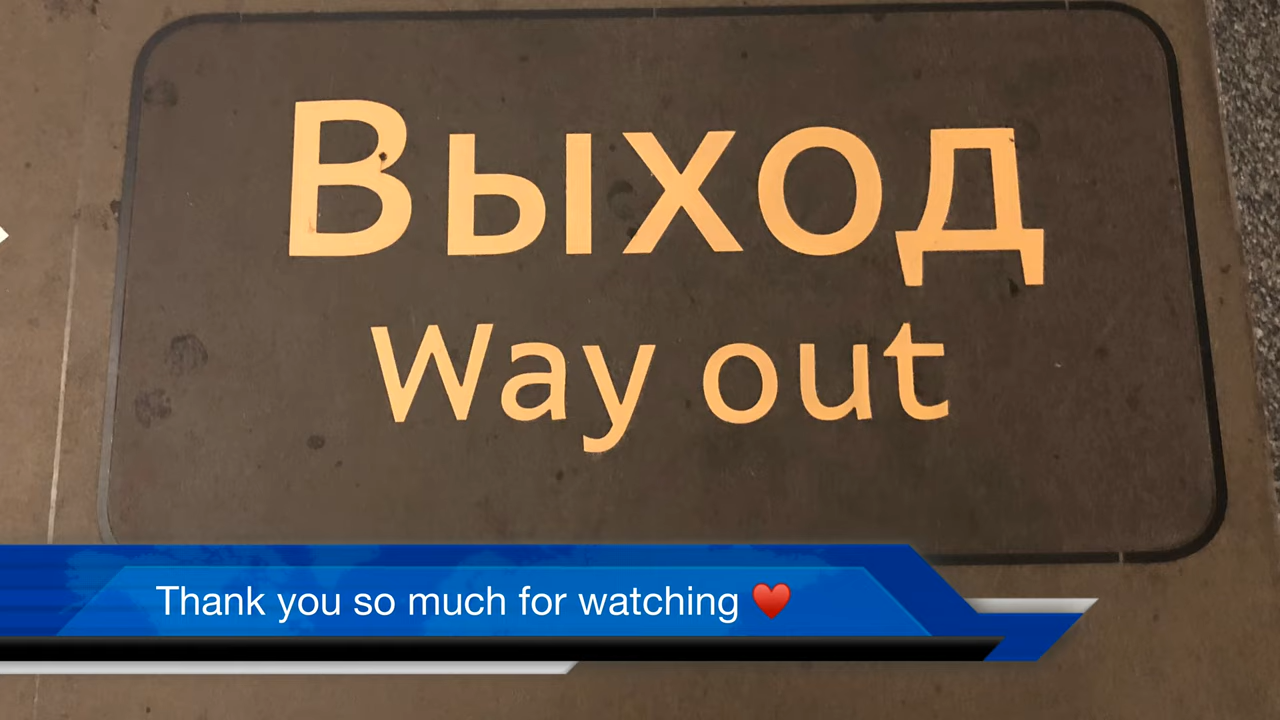 Выход
Way out
Thank you so much for watching ❤️